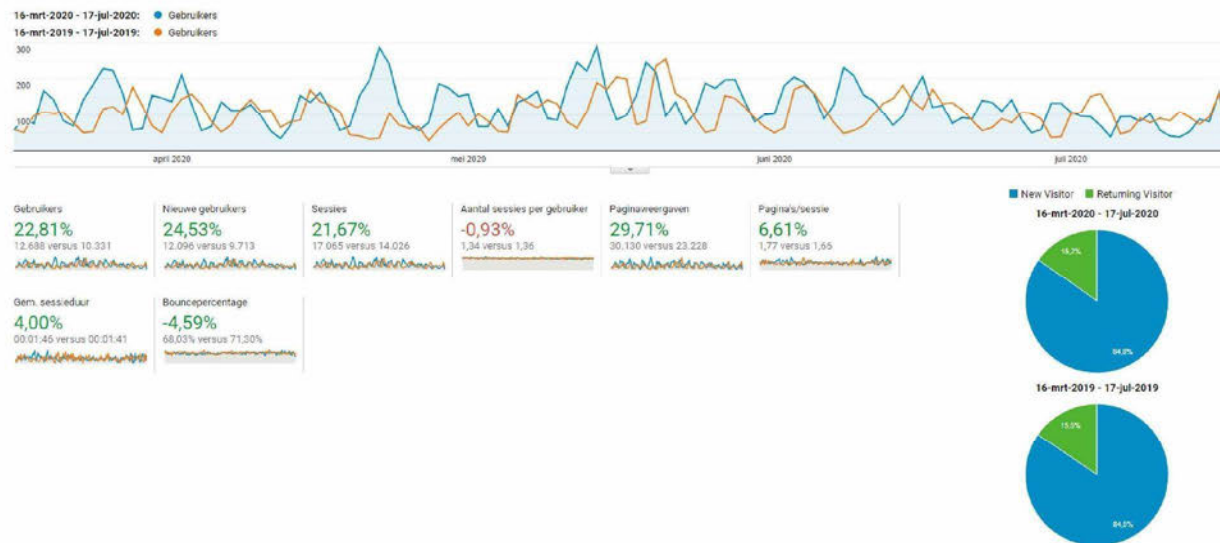 16-mrt-2020 - 17-jul-2020: Gebruikers
16-mrt-2019 - 17-jul-2019: Gebruikers
300
200
100
april 2020
mei 2020
juni 2020
juli 2020
Gebruikers
22,81%
12.688 versus 10.331
Nieuwe gebruikers
24,53%
12.096 versus 9.713
Sessies
21,67%
17.065 versus 14.026
Aantal sessies per gebruiker
-0,93%
1,34 versus 1,36
Paginaweergaven
29,71%
30.130 versus 23.228
Pagina's/sessie
6,61%
1,77 versus 1,66
Gem. sessieduur
4,00%
00:01:46 versus 00:01:41
Bouncepercentage
-4,59%
68,03% versus 71,30%
New Visitor Returning Visitor
16-mrt-2020 - 17-jul-2020
16-mrt-2019 - 17-jul-2019